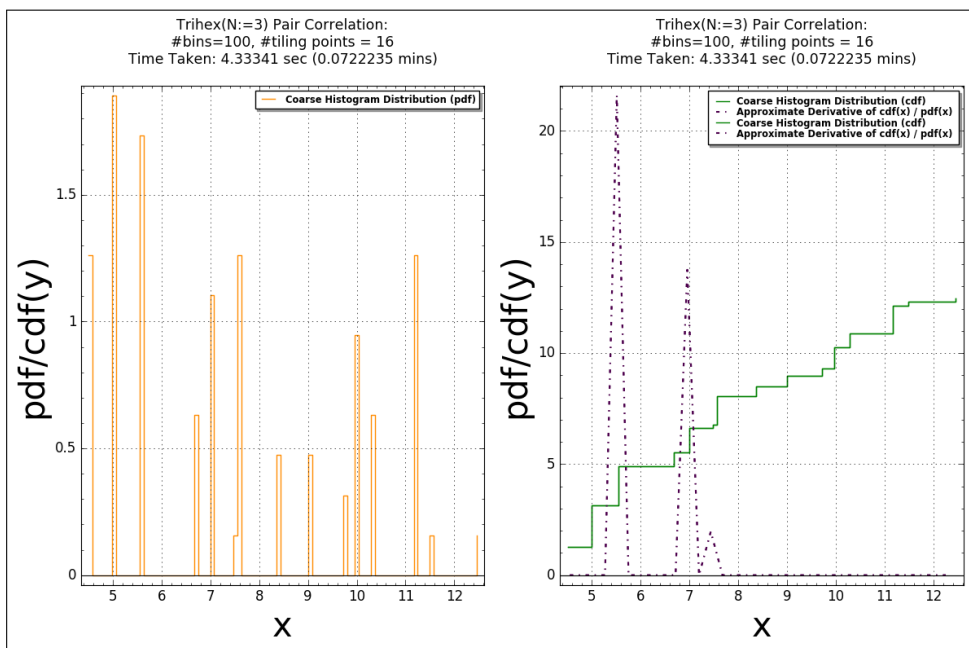 Trihex(N:=3) Pair Correlation:
#bins=100, #tiling points = 16
Time Taken: 4.33341 sec (0.0722235 mins)
Coarse Histogram Distribution (pdf)
pdf/cdf(y)
1.5
1
0.5
0
5 6 7 8 9 10 11 12
x
Trihex(N:=3) Pair Correlation:
#bins=100, #tiling points = 16
Time Taken: 4.33341 sec (0.0722235 mins)
Coarse Histogram Distribution (cdf)
Approximate Derivative of cdf(x) / pdf(x)
Coarse Histogram Distribution (cdf)
Approximate Derivative of cdf(x) / pdf(x)
pdf/cdf(y)
20
15
10
5
0
5 6 7 8 9 10 11 12
x